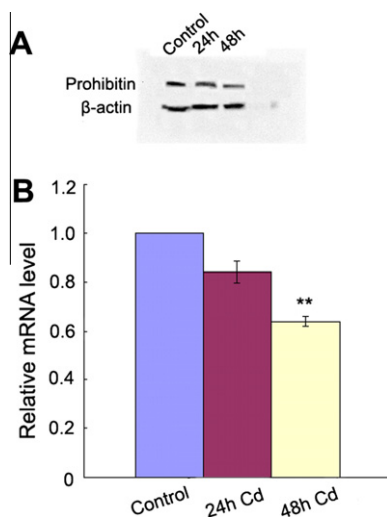 A
Control 24h 48h
Prohibitin
β-actin
B
Relative mRNA level
1.2
1.0
0.8
0.6
0.4
0.2
0
**
Control 24h Cd 48h Cd